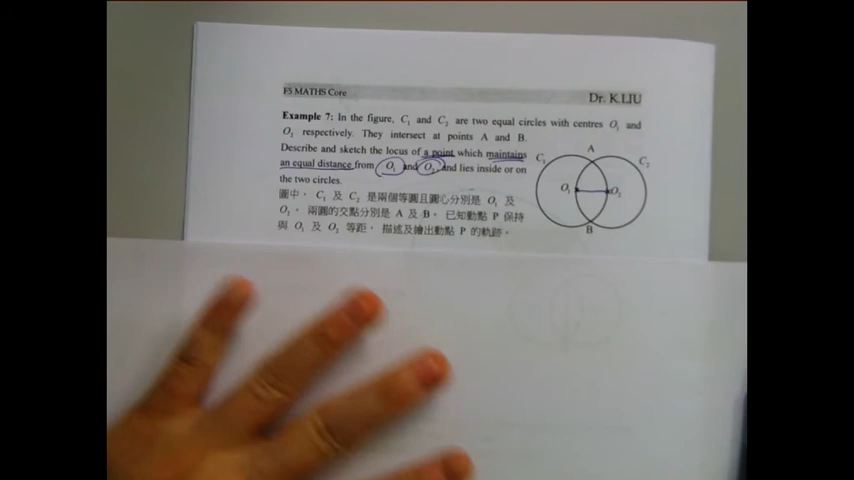 F5 MATHS Core Dr. K.LIU
Example 7: In the figure, C₁ and C₂ are two equal circles with centres O₁ and
O₂ respectively. They intersect at points A and B.
Describe and sketch the locus of a point which maintains
an equal distance from O₁ and O₂, and lies inside or on
the two circles.
圖中, C₁ 及 C₂ 是兩個等圓且圓心分別是 O₁ 及
O₂。兩圓的交點分別是 A 及 B。已知動點 P 保持
與 O₁ 及 O₂ 等距。描述及繪出動點 P 的軌跡。
A
C₁ C₂
O₁ O₂
B